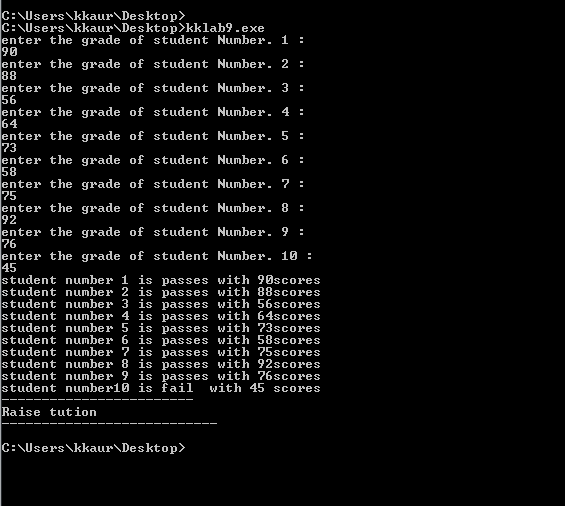 C:\Users\kkaur\Desktop>
C:\Users\kkaur\Desktop>kklab9.exe
enter the grade of student Number. 1 :
90
enter the grade of student Number. 2 :
88
enter the grade of student Number. 3 :
56
enter the grade of student Number. 4 :
64
enter the grade of student Number. 5 :
73
enter the grade of student Number. 6 :
58
enter the grade of student Number. 7 :
75
enter the grade of student Number. 8 :
92
enter the grade of student Number. 9 :
76
enter the grade of student Number. 10 :
45
student number 1 is passes with 90scores
student number 2 is passes with 88scores
student number 3 is passes with 56scores
student number 4 is passes with 64scores
student number 5 is passes with 73scores
student number 6 is passes with 58scores
student number 7 is passes with 75scores
student number 8 is passes with 92scores
student number 9 is passes with 76scores
student number10 is fail  with 45 scores
------------------------
Raise tution
---------------------------
C:\Users\kkaur\Desktop>